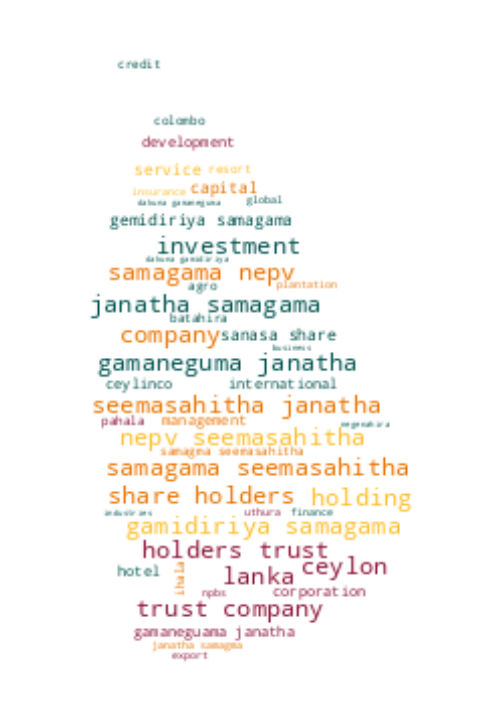 credit
colombo
development
service resort
insurance capital
dakuna gamaneguma global
gemidiriya samagama
investment
dakuna gamidiriya
samagama nepv
agro plantation
janatha samagama
batahira
company sanasa share
business
gamaneguma janatha
ceylinco international
seemasahitha janatha
pahala management negenahira
nepv seemasahitha
samagma seemasahitha
samagama seemasahitha
share holders holding
industries uthura finance
gamidiriya samagama
holders trust
hotel lanka ceylon
npbs corporation
trust company
gamaneguama janatha
janatha samagma
export